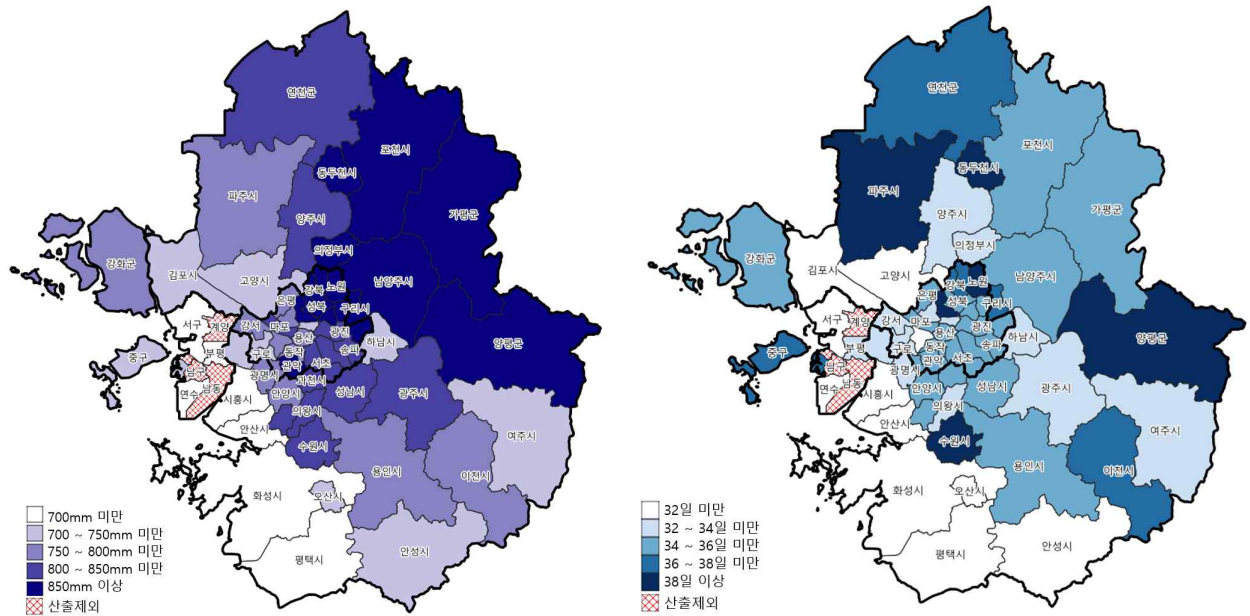 연천군
포천시
동두천시
파주시
양주시
가평군
의정부시
강화군
김포시
고양시
남양주시
강북
노원
은평
성북
구리시
서구
계양
강서
마포
용산
광진
하남시
양평군
중구
부평
구로
동작
송파
남구
광명시
관악
서초
과천시
남동
연수
시흥시
안양시
성남시
광주시
의왕시
여주시
안산시
수원시
용인시
이천시
화성시
오산시
평택시
안성시
700mm 미만
700 ~ 750mm 미만
750 ~ 800mm 미만
800 ~ 850mm 미만
850mm 이상
산출제외
연천군
포천시
동두천시
파주시
양주시
가평군
의정부시
강화군
김포시
고양시
남양주시
강북
노원
은평
성북
구리시
서구
계양
강서
마포
용산
광진
하남시
양평군
중구
부평
구로
동작
송파
남구
광명시
관악
서초
남동
연수
시흥시
안양시
성남시
광주시
의왕시
여주시
안산시
수원시
용인시
이천시
화성시
오산시
평택시
안성시
32일 미만
32 ~ 34일 미만
34 ~ 36일 미만
36 ~ 38일 미만
38일 이상
산출제외